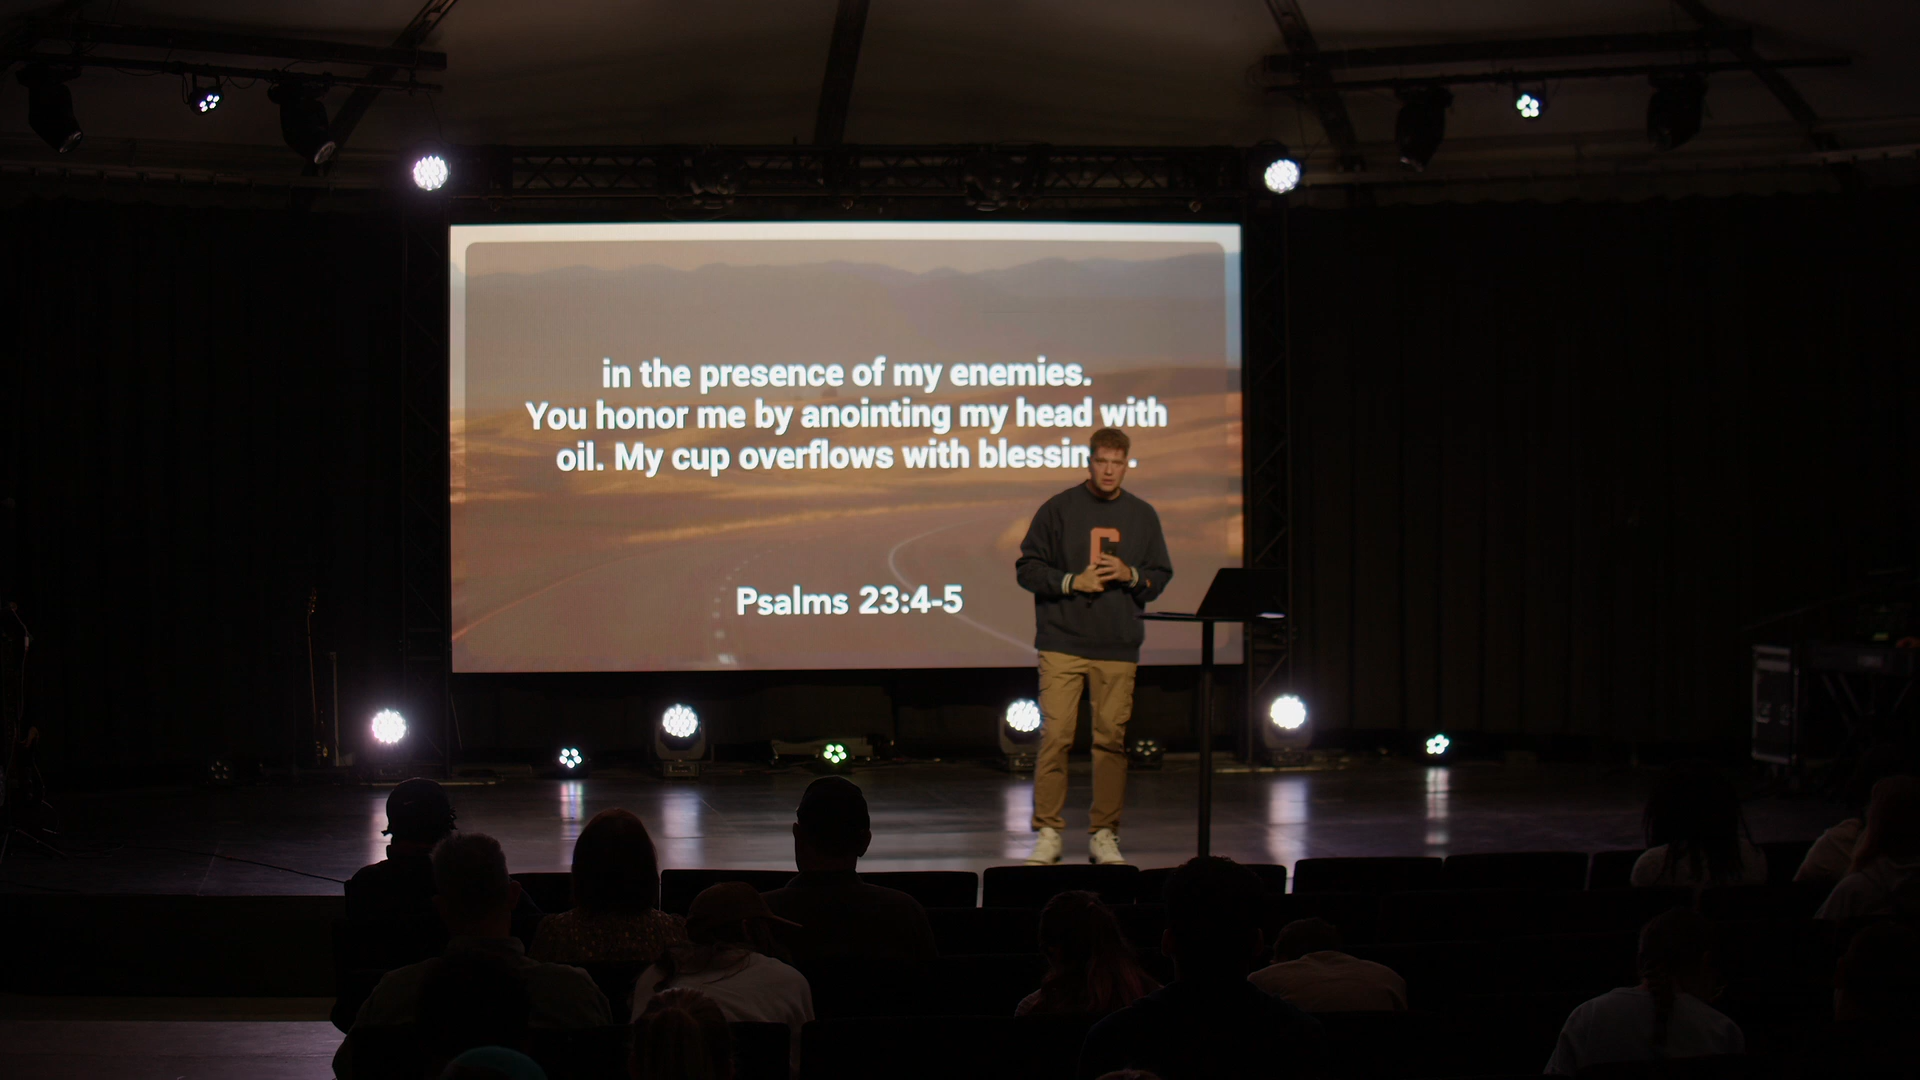 in the presence of my enemies.
You honor me by anointing my head with
oil. My cup overflows with
Psalms 23:4-5